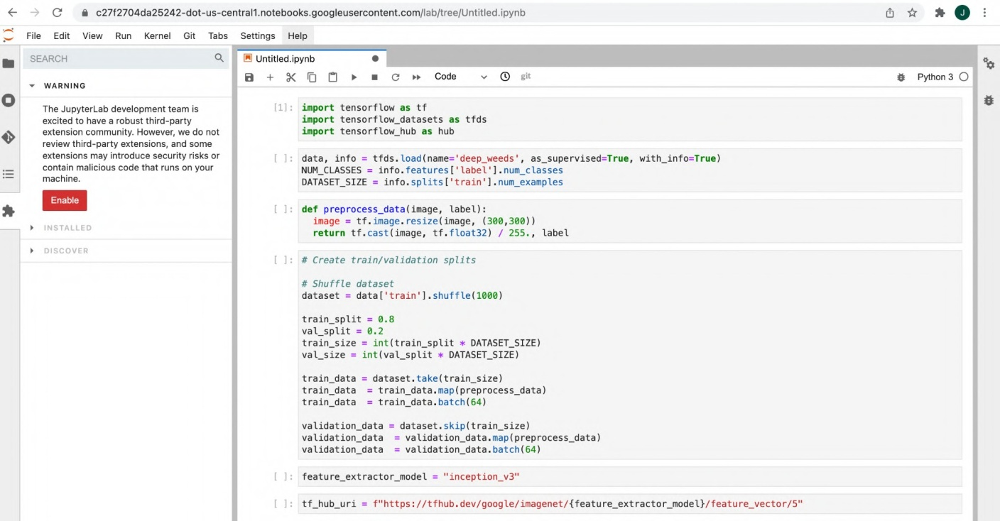 c27f2704da25242-dot-us-central1.notebooks.googleusercontent.com/lab/tree/Untitled.ipynb
J
File Edit View Run Kernel Git Tabs Settings Help
SEARCH
WARNING
The JupyterLab development team is
excited to have a robust third-party
extension community. However, we do not
review third-party extensions, and some
extensions may introduce security risks or
contain malicious code that runs on your
machine.
Enable
INSTALLED
DISCOVER
Untitled.ipynb
Code git Python 3
[1]: import tensorflow as tf
import tensorflow_datasets as tfds
import tensorflow_hub as hub
[ ]: data, info = tfds.load(name='deep_weeds', as_supervised=True, with_info=True)
NUM_CLASSES = info.features['label'].num_classes
DATASET_SIZE = info.splits['train'].num_examples
[ ]: def preprocess_data(image, label):
  image = tf.image.resize(image, (300,300))
  return tf.cast(image, tf.float32) / 255., label
[ ]: # Create train/validation splits
# Shuffle dataset
dataset = data['train'].shuffle(1000)
train_split = 0.8
val_split = 0.2
train_size = int(train_split * DATASET_SIZE)
val_size = int(val_split * DATASET_SIZE)
train_data = dataset.take(train_size)
train_data  = train_data.map(preprocess_data)
train_data  = train_data.batch(64)
validation_data = dataset.skip(train_size)
validation_data  = validation_data.map(preprocess_data)
validation_data  = validation_data.batch(64)
[ ]: feature_extractor_model = "inception_v3"
[ ]: tf_hub_uri = f"https://tfhub.dev/google/imagenet/{feature_extractor_model}/feature_vector/5"